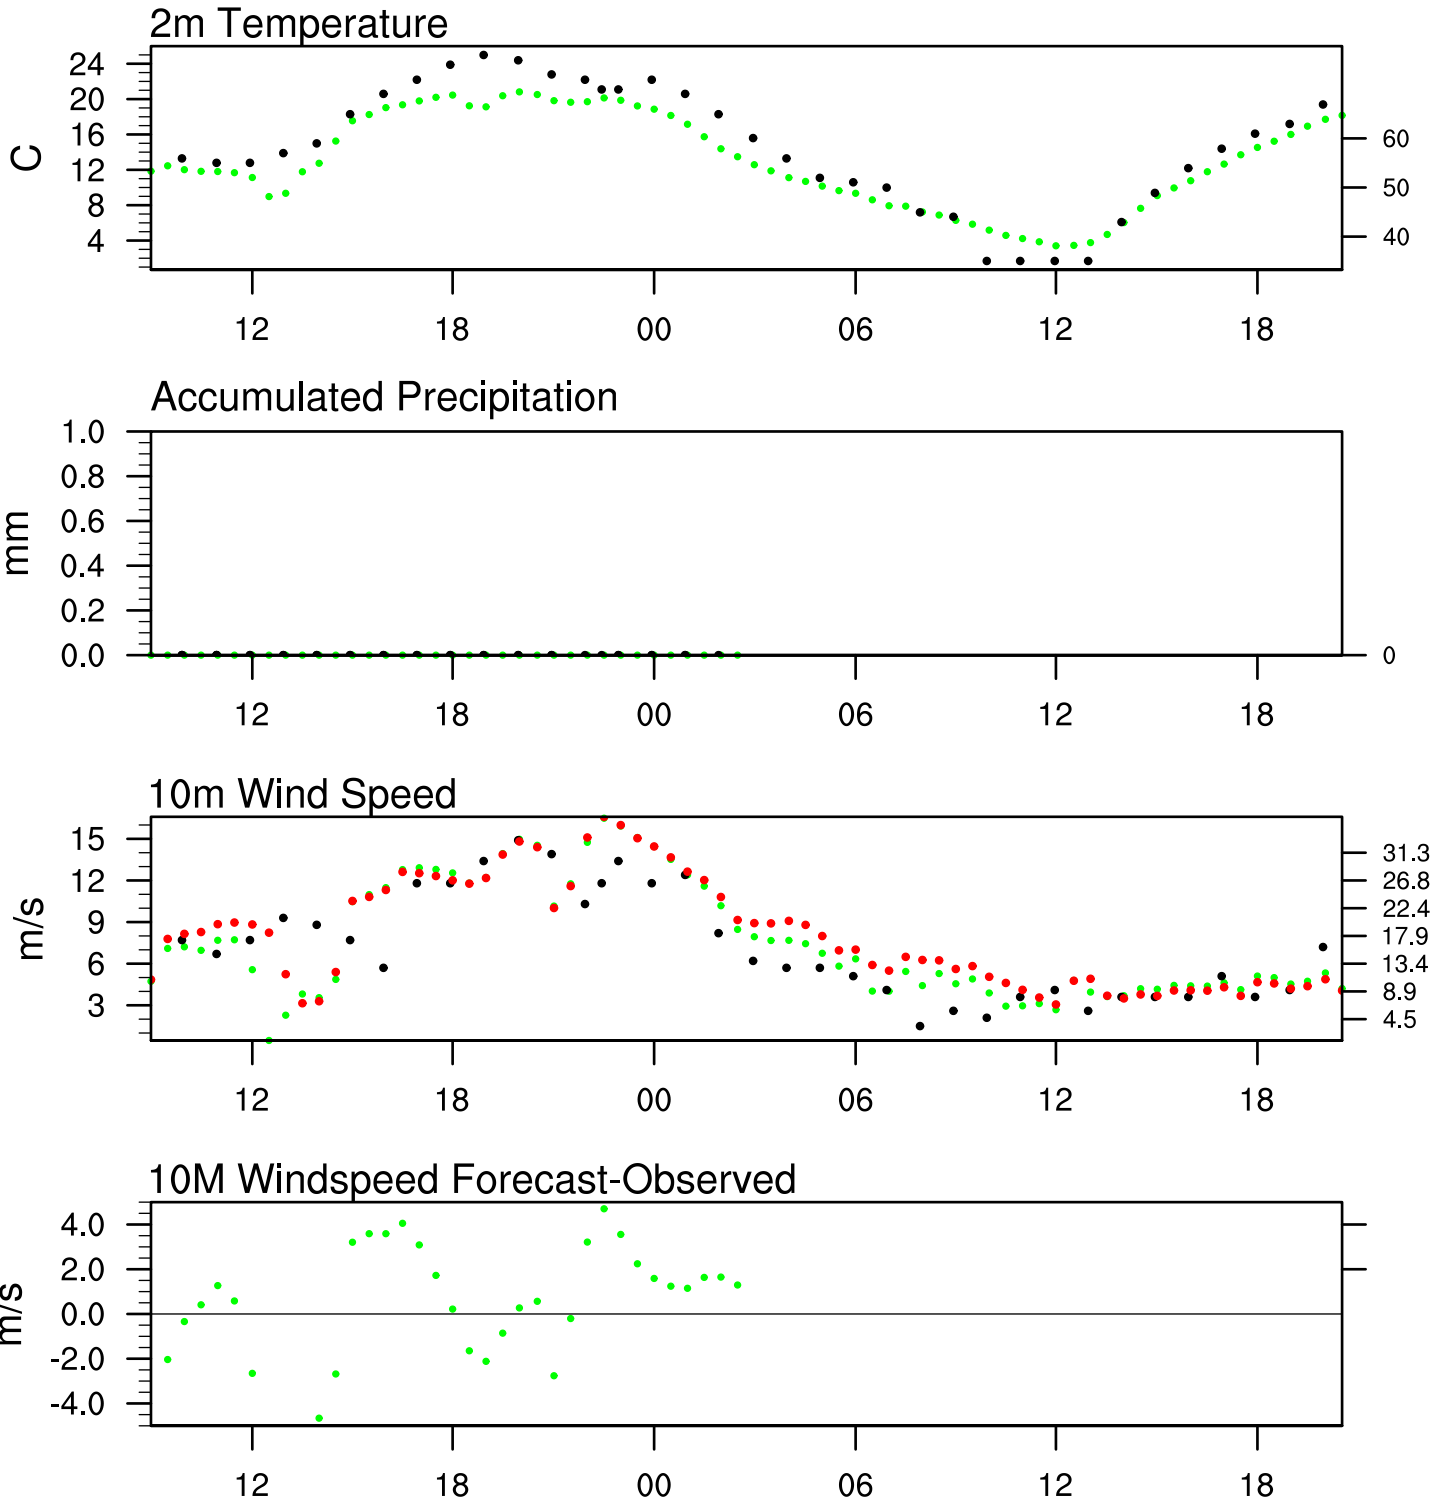 2m Temperature
24
20
16
12
8
4
C
60
50
40
12 18 00 06 12 18
Accumulated Precipitation
1.0
0.8
0.6
0.4
0.2
0.0
mm
0
12 18 00 06 12 18
10m Wind Speed
15
12
9
6
3
m/s
31.3
26.8
22.4
17.9
13.4
8.9
4.5
12 18 00 06 12 18
10M Windspeed Forecast-Observed
4.0
2.0
0.0
-2.0
-4.0
m/s
12 18 00 06 12 18